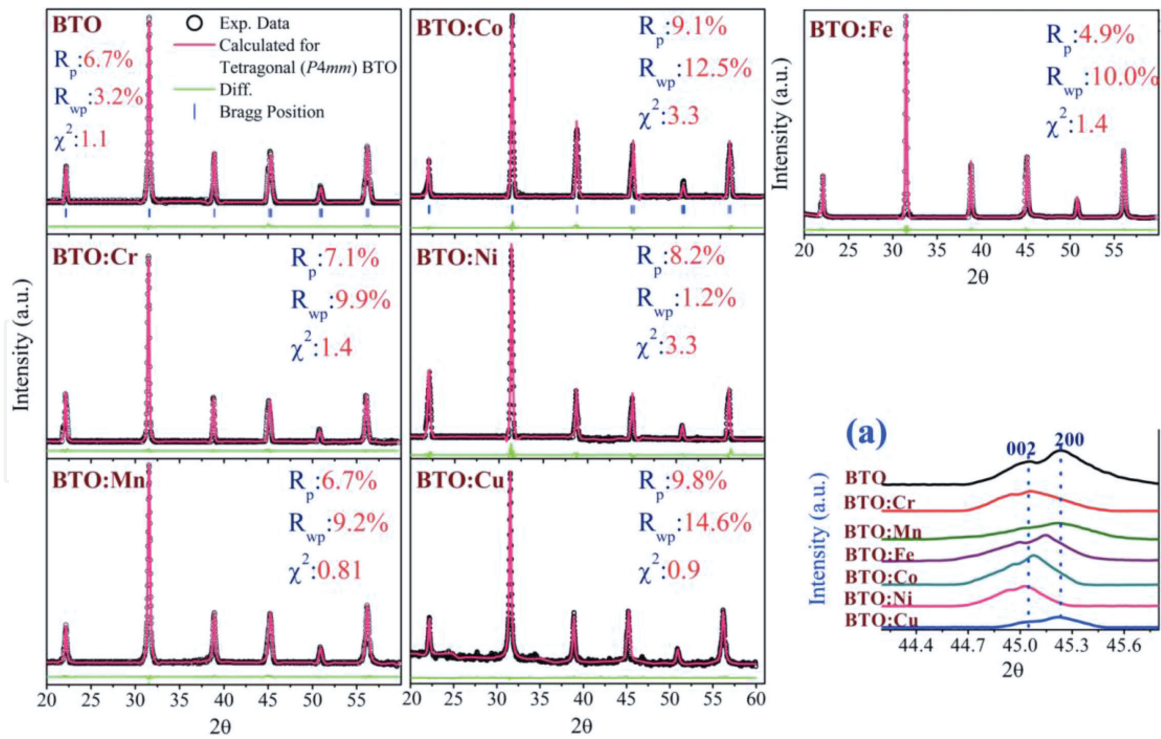 BTO
Exp. Data
Calculated for
Tetragonal (P4mm) BTO
Diff.
Bragg Position
Rp:6.7%
Rwp:3.2%
χ²:1.1
BTO:Co
Rp:9.1%
Rwp:12.5%
χ²:3.3
BTO:Fe
Rp:4.9%
Rwp:10.0%
χ²:1.4
Intensity (a.u.)
20 25 30 35 40 45 50 55
2θ
BTO:Cr
Rp:7.1%
Rwp:9.9%
χ²:1.4
BTO:Ni
Rp:8.2%
Rwp:1.2%
χ²:3.3
Intensity (a.u.)
BTO:Mn
Rp:6.7%
Rwp:9.2%
χ²:0.81
BTO:Cu
Rp:9.8%
Rwp:14.6%
χ²:0.9
20 25 30 35 40 45 50 55
2θ
20 25 30 35 40 45 50 55 60
2θ
(a)
002 200
BTO
BTO:Cr
BTO:Mn
BTO:Fe
BTO:Co
BTO:Ni
BTO:Cu
Intensity (a.u.)
44.4 44.7 45.0 45.3 45.6
2θ